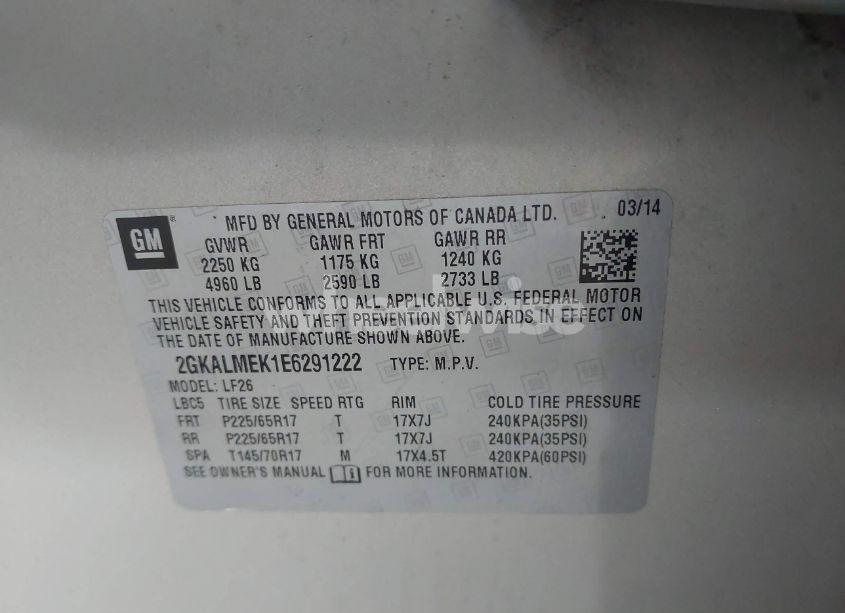 GM ® MFD BY GENERAL MOTORS OF CANADA LTD. 03/14
GVWR GAWR FRT GAWR RR
2250 KG 1175 KG 1240 KG
4960 LB 2590 LB 2733 LB
THIS VEHICLE CONFORMS TO ALL APPLICABLE U.S. FEDERAL MOTOR
VEHICLE SAFETY AND THEFT PREVENTION STANDARDS IN EFFECT ON
THE DATE OF MANUFACTURE SHOWN ABOVE.
2GKALMEK1E6291222 TYPE: M.P.V.
MODEL: LF26
LBC5 TIRE SIZE SPEED RTG RIM COLD TIRE PRESSURE
FRT P225/65R17 T 17X7J 240KPA(35PSI)
RR P225/65R17 T 17X7J 240KPA(35PSI)
SPA T145/70R17 M 17X4.5T 420KPA(60PSI)
SEE OWNER'S MANUAL FOR MORE INFORMATION.